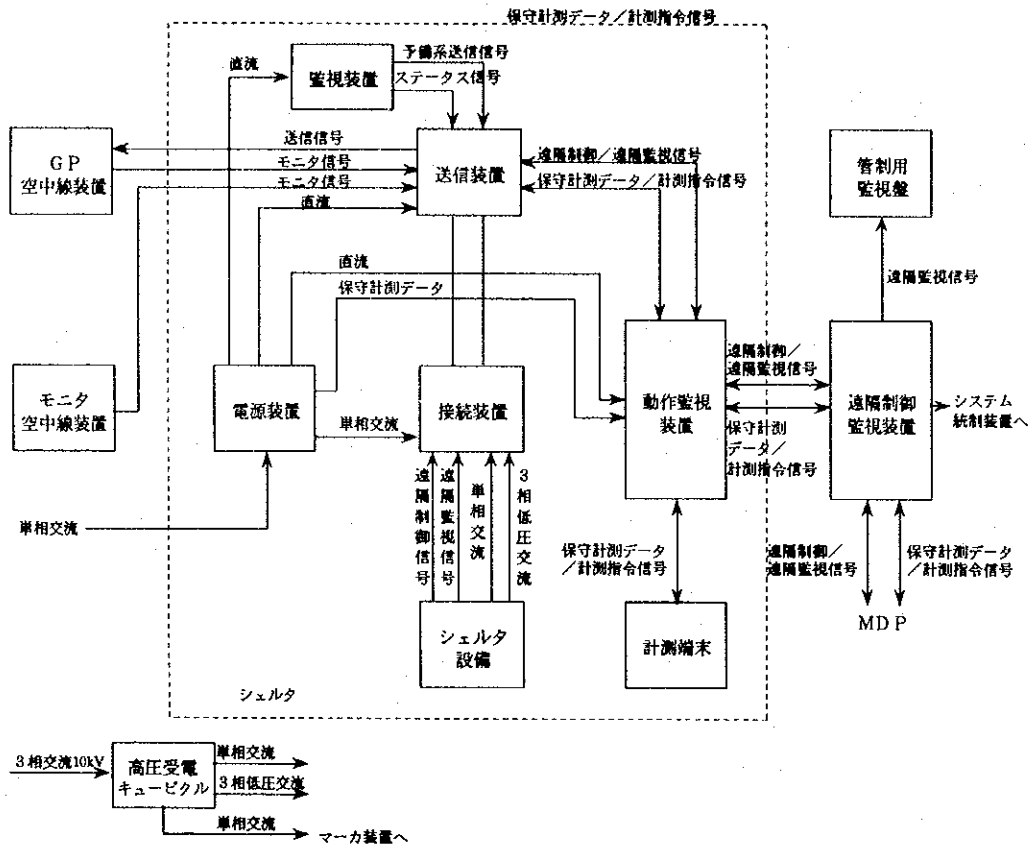 保守計測データ/計測指令信号
予備系送信信号
直流
監視装置
ステータス信号
送信信号
GP
空中線装置
モニタ信号
モニタ信号
直流
送信装置
遠隔制御/遠隔監視信号
保守計測データ/計測指令信号
管制用
監視盤
直流
保守計測データ
遠隔監視信号
モニタ
空中線装置
電源装置
単相交流
接続装置
動作監視
装置
遠隔制御/
遠隔監視信号
保守計測
データ/
計測指令信号
遠隔制御
監視装置
システム
統制装置へ
単相交流
遠隔制御信号
遠隔監視信号
単相交流
3相低圧交流
保守計測データ
/計測指令信号
遠隔制御/
遠隔監視信号
保守計測データ
/計測指令信号
MDP
シェルタ
設備
計測端末
シェルタ
3相交流10kV
高圧受電
キュービクル
単相交流
3相低圧交流
単相交流
マーカ装置へ